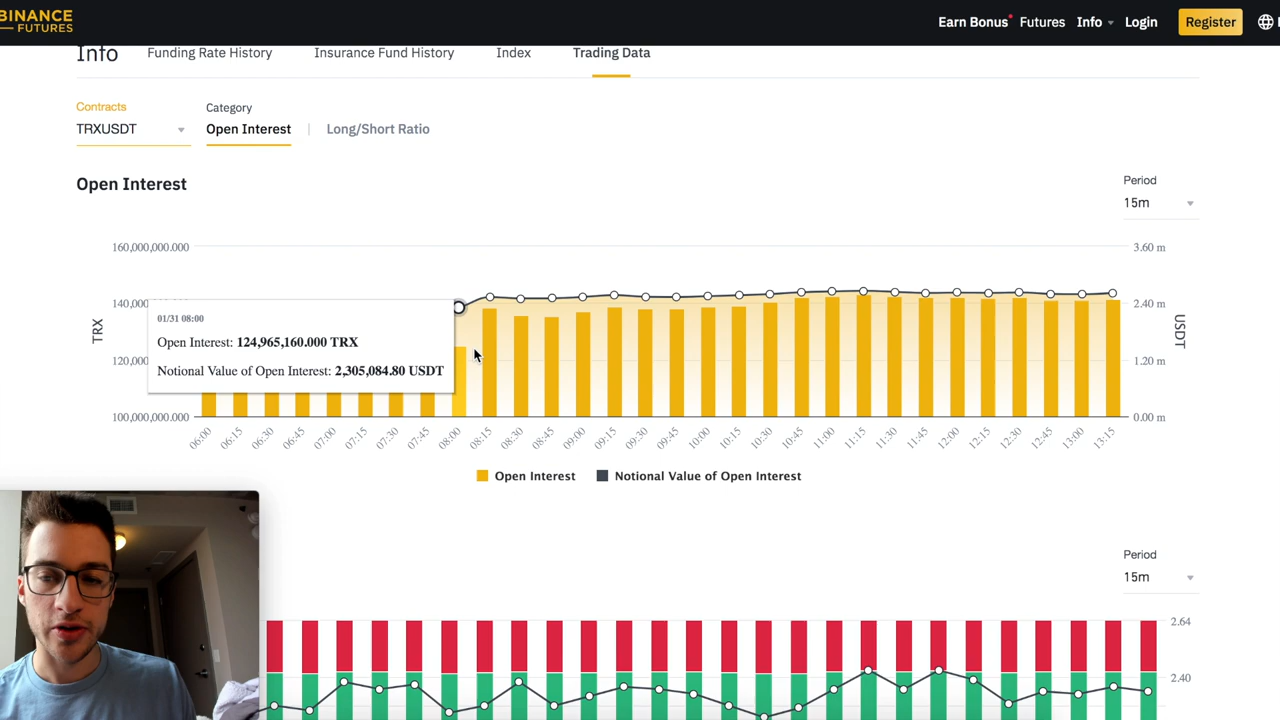 BINANCE
FUTURES
Earn Bonus Futures Info Login Register
Info Funding Rate History Insurance Fund History Index Trading Data
Contracts
TRXUSDT
Category
Open Interest | Long/Short Ratio
Open Interest
Period
15m
160,000,000.000
140,000
120,000
100,000,000.000
TRX
3.60 m
2.40 m
1.20 m
0.00 m
USDT
01/31 08:00
Open Interest: 124,965,160.000 TRX
Notional Value of Open Interest: 2,305,084.80 USDT
06:00 06:15 06:30 06:45 07:00 07:15 07:30 07:45 08:00 08:15 08:30 08:45 09:00 09:15 09:30 09:45 10:00 10:15 10:30 10:45 11:00 11:15 11:30 11:45 12:00 12:15 12:30 12:45 13:00 13:15
Open Interest Notional Value of Open Interest
Period
15m
2.64
2.40